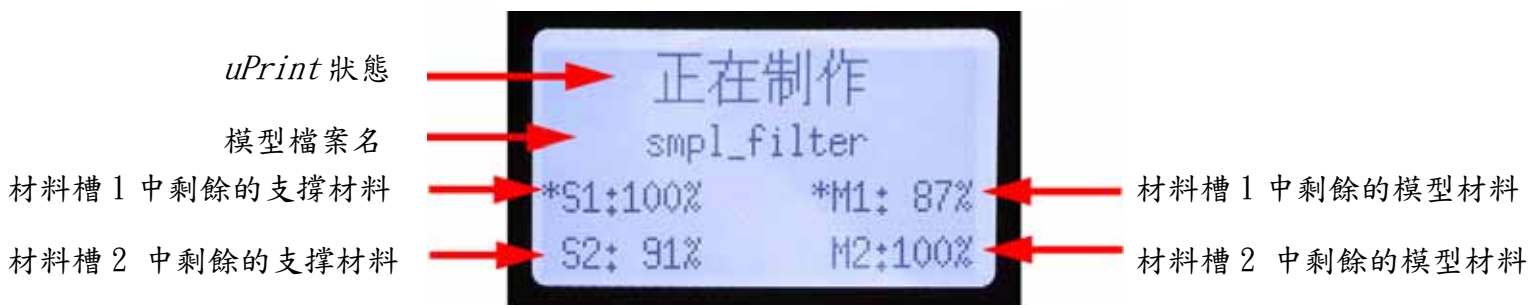 uPrint 狀態
正在制作
模型檔案名
smpl_filter
材料槽 1 中剩餘的支撐材料
*S1:100% *M1: 87%
材料槽 1 中剩餘的模型材料
材料槽 2 中剩餘的支撐材料
S2: 91% M2:100%
材料槽 2 中剩餘的模型材料